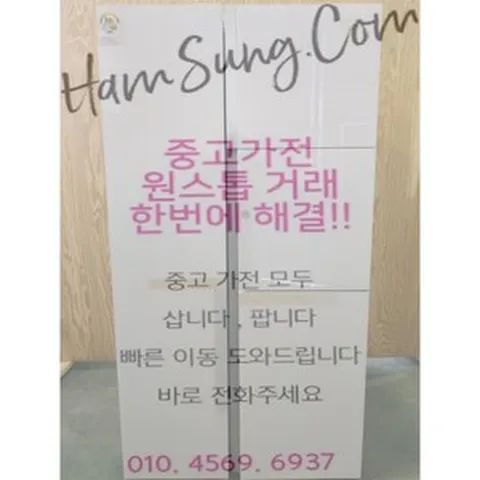 HamSung.Com
중고가전
원스톱 거래
한번에 해결!!
중고 가전 모두
삽니다, 팝니다
빠른 이동 도와드립니다
바로 전화주세요
010. 4569. 6937